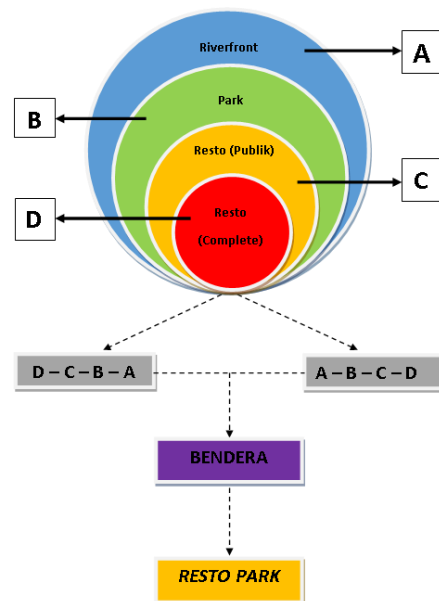 Riverfront
A
Park
B
Resto (Publik)
C
D
Resto
(Complete)
D – C – B – A
A – B – C – D
BENDERA
RESTO PARK